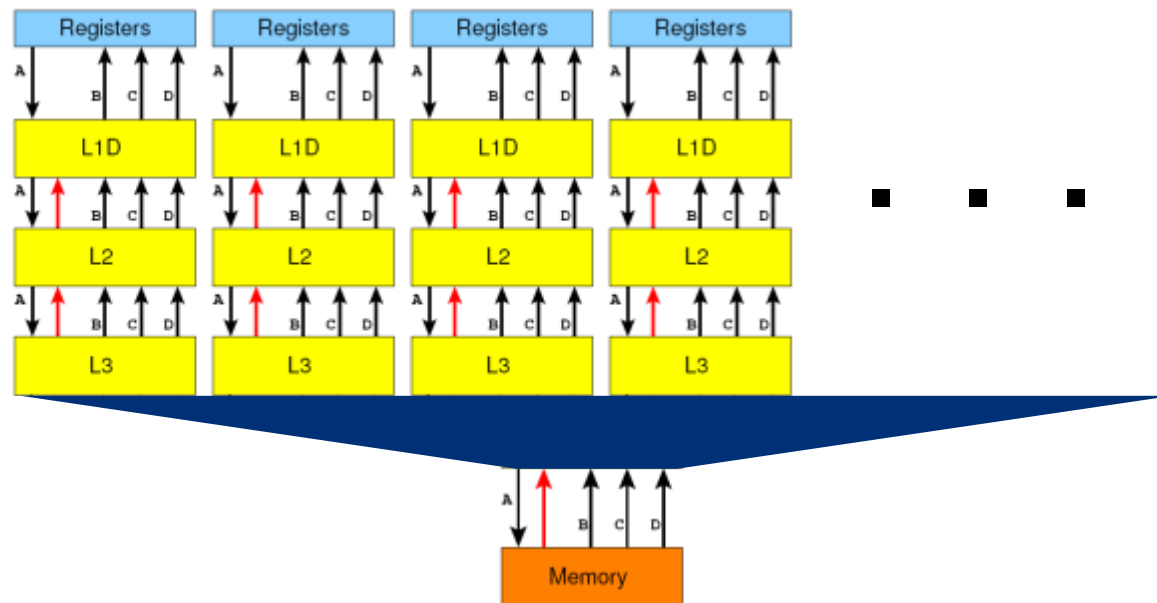 Registers Registers Registers Registers
A B C D A B C D A B C D A B C D
L1D L1D L1D L1D
A B C D A B C D A B C D A B C D
L2 L2 L2 L2
A B C D A B C D A B C D A B C D
L3 L3 L3 L3
A B C D
Memory